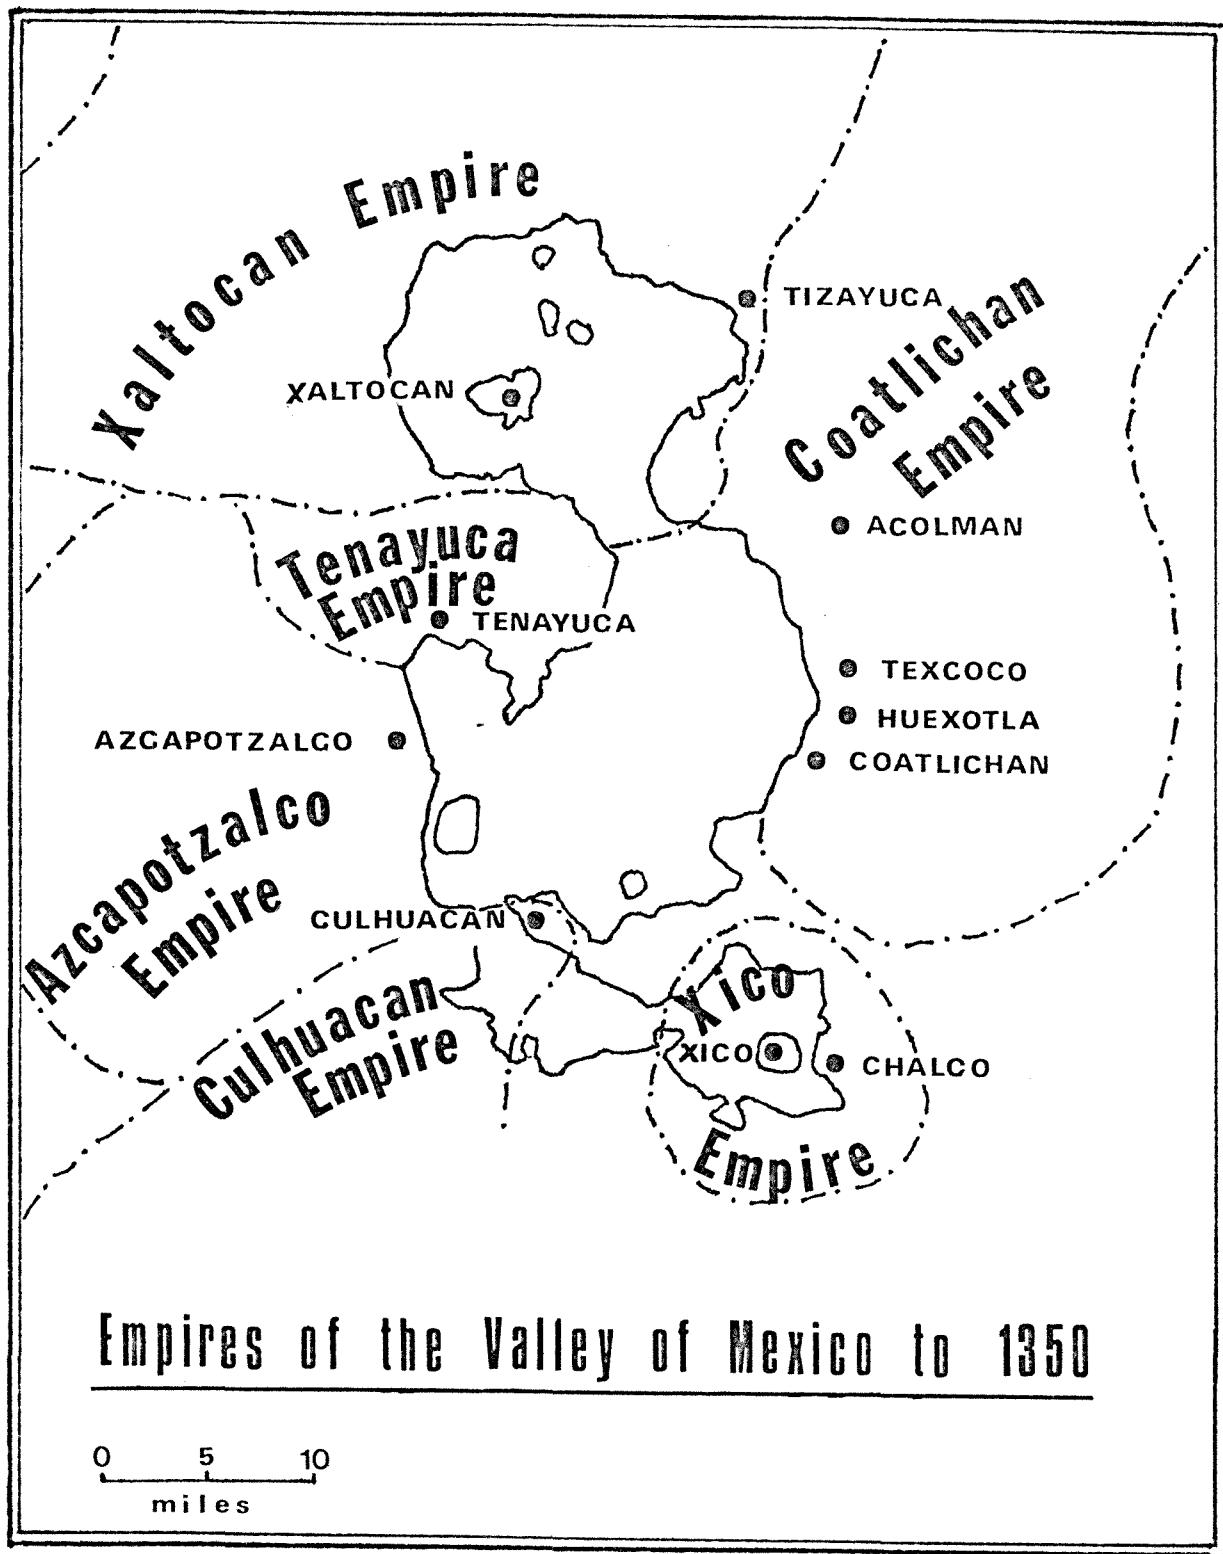 Xaltocan Empire
TIZAYUCA
Coatlichan
Empire
XALTOCAN
ACOLMAN
Tenayuca
Empire
TENAYUCA
TEXCOCO
HUEXOTLA
COATLICHAN
AZCAPOTZALCO
Azcapotzalco
Empire
CULHUACAN
Culhuacan
Empire
Xico
XICO
CHALCO
Empire
Empires of the Valley of Mexico to 1350
0 5 10
miles